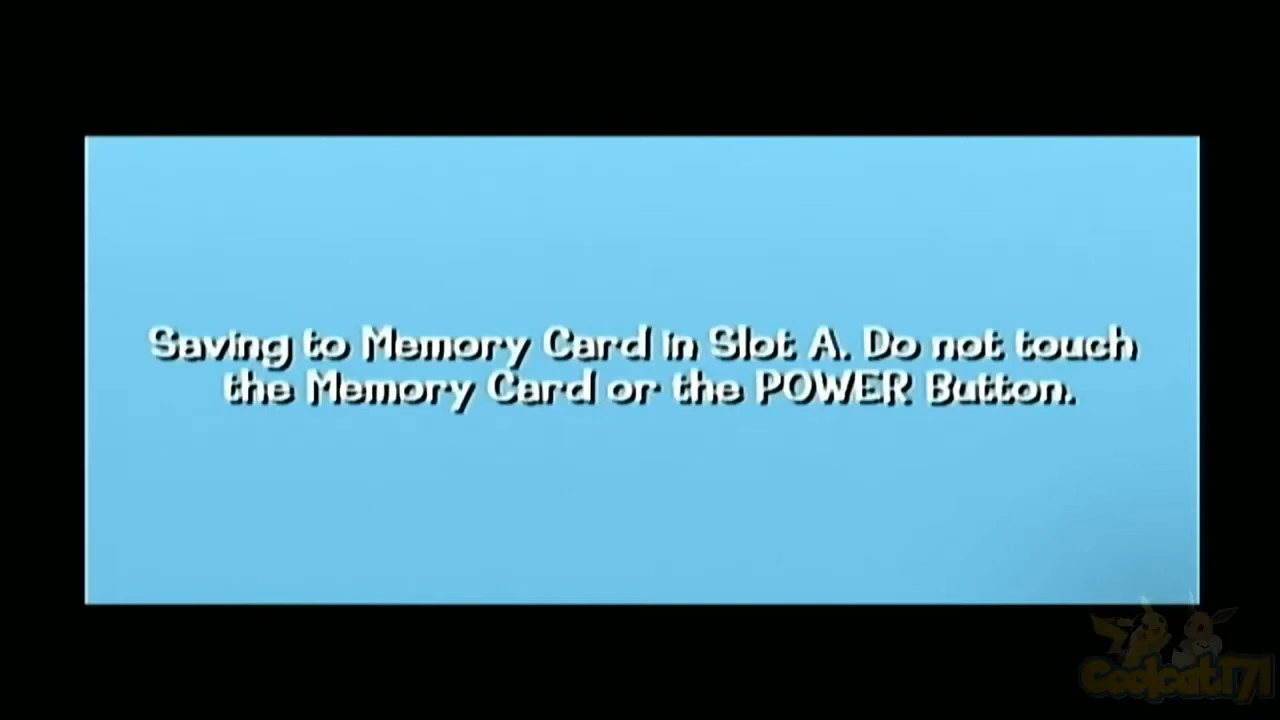 Saving to Memory Card in Slot A. Do not touch
the Memory Card or the POWER Button.
Coolcat171